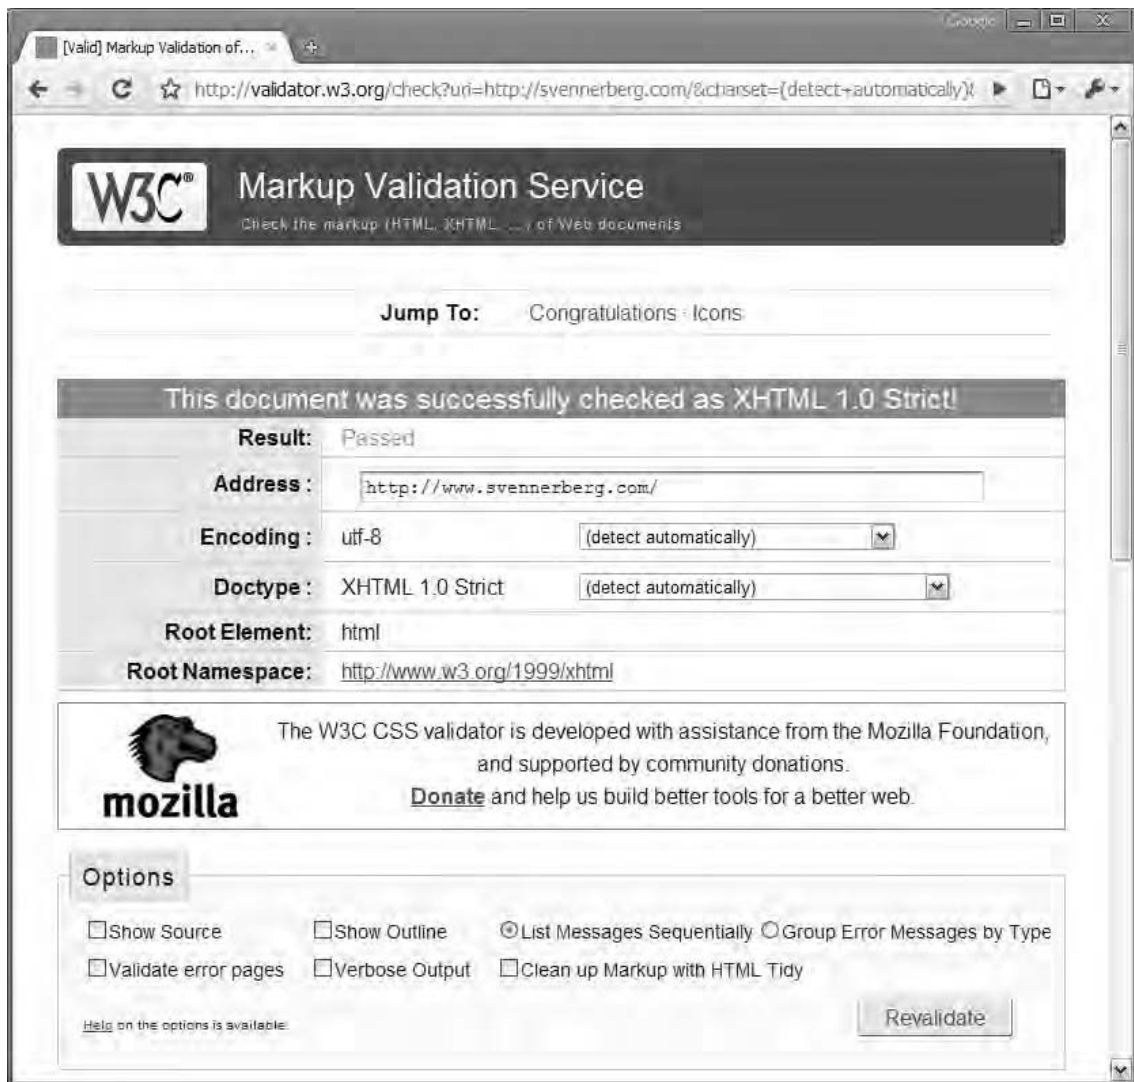 Google
[Valid] Markup Validation of...
http://validator.w3.org/check?uri=http://svennerberg.com/&charset=(detect+automatically)&
W3C®
Markup Validation Service
Check the markup (HTML, XHTML, ...) of Web documents
Jump To: Congratulations · Icons
This document was successfully checked as XHTML 1.0 Strict!
Result: Passed
Address : http://www.svennerberg.com/
Encoding : utf-8 (detect automatically)
Doctype : XHTML 1.0 Strict (detect automatically)
Root Element: html
Root Namespace: http://www.w3.org/1999/xhtml
The W3C CSS validator is developed with assistance from the Mozilla Foundation,
and supported by community donations.
Donate and help us build better tools for a better web.
mozilla
Options
Show Source Show Outline List Messages Sequentially Group Error Messages by Type
Validate error pages Verbose Output Clean up Markup with HTML Tidy
Help on the options is available.
Revalidate